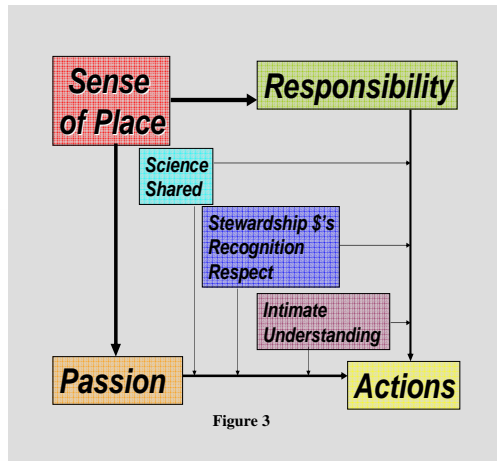 Sense
of Place
Responsibility
Science
Shared
Stewardship $'s
Recognition
Respect
Intimate
Understanding
Passion
Actions
Figure 3